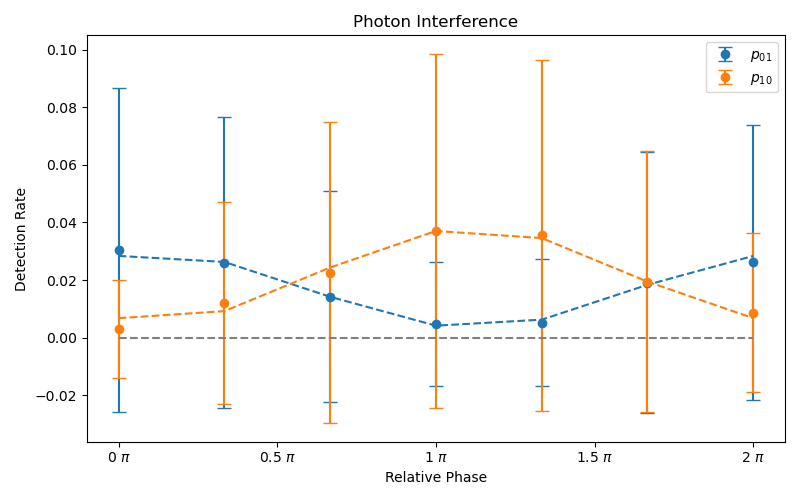 Photon Interference
0.10
0.08
0.06
0.04
0.02
0.00
−0.02
Detection Rate
p01
p10
0 π
0.5 π
1 π
1.5 π
2 π
Relative Phase